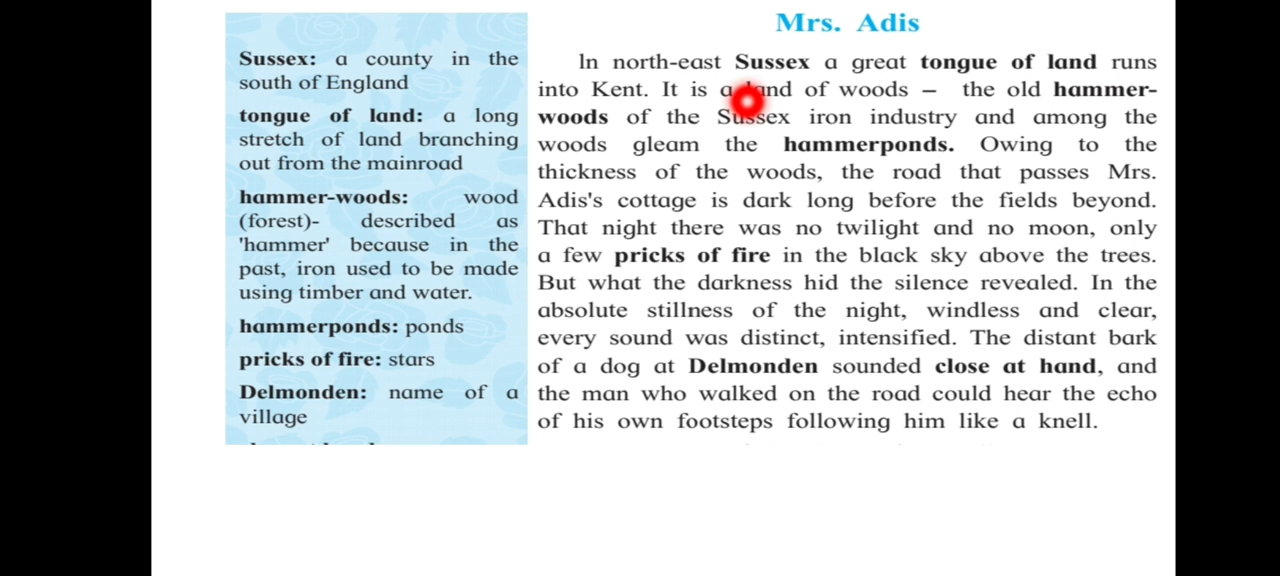 Mrs. Adis
Sussex: a county in the
south of England
tongue of land: a long
stretch of land branching
out from the mainroad
hammer-woods: wood
(forest)- described as
'hammer' because in the
past, iron used to be made
using timber and water.
hammerponds: ponds
pricks of fire: stars
Delmonden: name of a
village
In north-east Sussex a great tongue of land runs
into Kent. It is a land of woods – the old hammer-
woods of the Sussex iron industry and among the
woods gleam the hammerponds. Owing to the
thickness of the woods, the road that passes Mrs.
Adis's cottage is dark long before the fields beyond.
That night there was no twilight and no moon, only
a few pricks of fire in the black sky above the trees.
But what the darkness hid the silence revealed. In the
absolute stillness of the night, windless and clear,
every sound was distinct, intensified. The distant bark
of a dog at Delmonden sounded close at hand, and
the man who walked on the road could hear the echo
of his own footsteps following him like a knell.